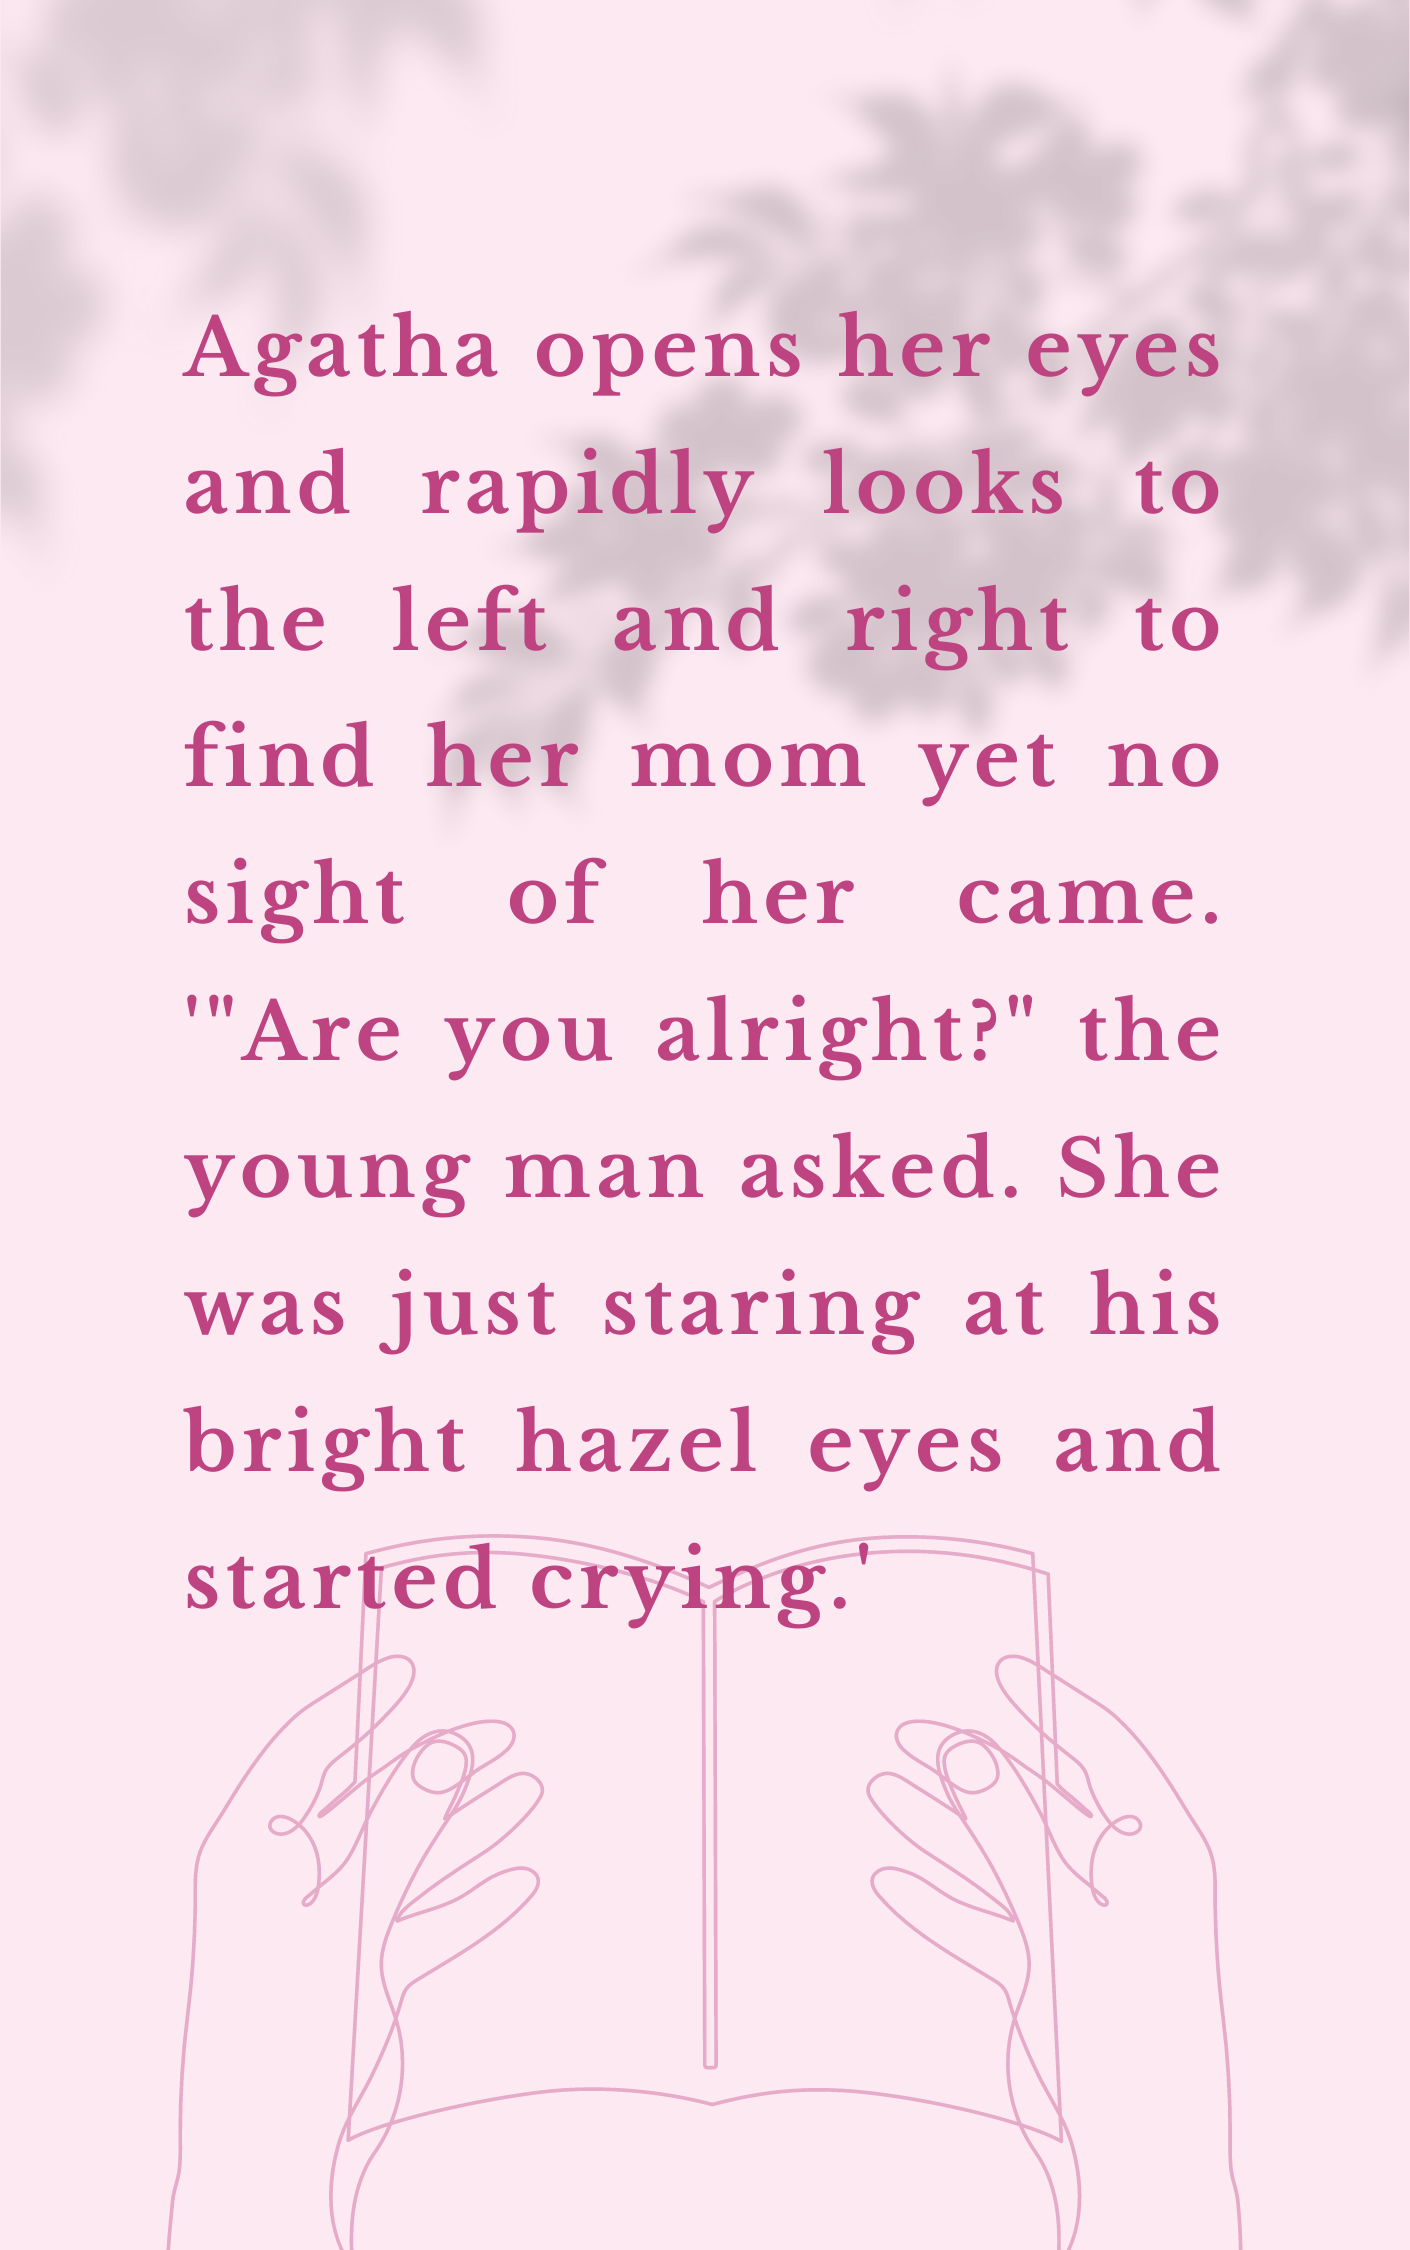 Agatha opens her eyes
and rapidly looks to
the left and right to
find her mom yet no
sight of her came.
'"Are you alright?" the
young man asked. She
was just staring at his
bright hazel eyes and
started crying.'